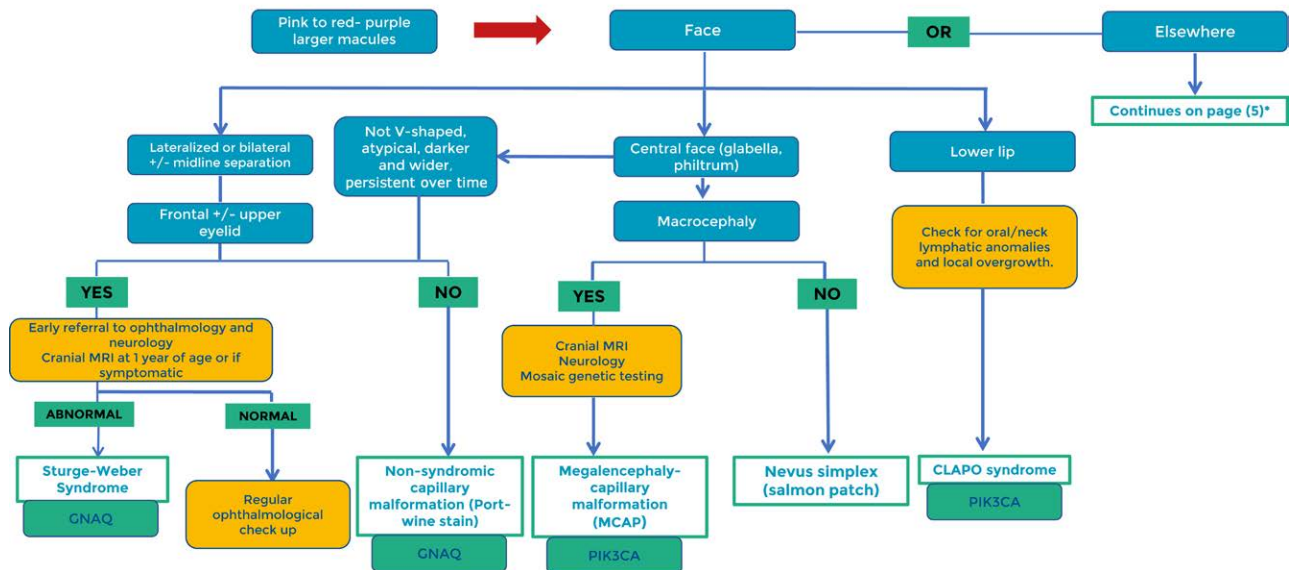 Pink to red- purple
larger macules
Face
OR
Elsewhere
Continues on page (5)*
Lateralized or bilateral
+/- midline separation
Not V-shaped,
atypical, darker
and wider,
persistent over time
Central face (glabella,
philtrum)
Lower lip
Frontal +/- upper
eyelid
Macrocephaly
Check for oral/neck
lymphatic anomalies
and local overgrowth.
YES
NO
YES
NO
Early referral to ophthalmology and
neurology
Cranial MRI at 1 year of age or if
symptomatic
Cranial MRI
Neurology
Mosaic genetic testing
ABNORMAL
NORMAL
Sturge-Weber
Syndrome
GNAQ
Regular
ophthalmological
check up
Non-syndromic
capillary
malformation (Port-
wine stain)
GNAQ
Megalencephaly-
capillary
malformation
(MCAP)
PIK3CA
Nevus simplex
(salmon patch)
CLAPO syndrome
PIK3CA